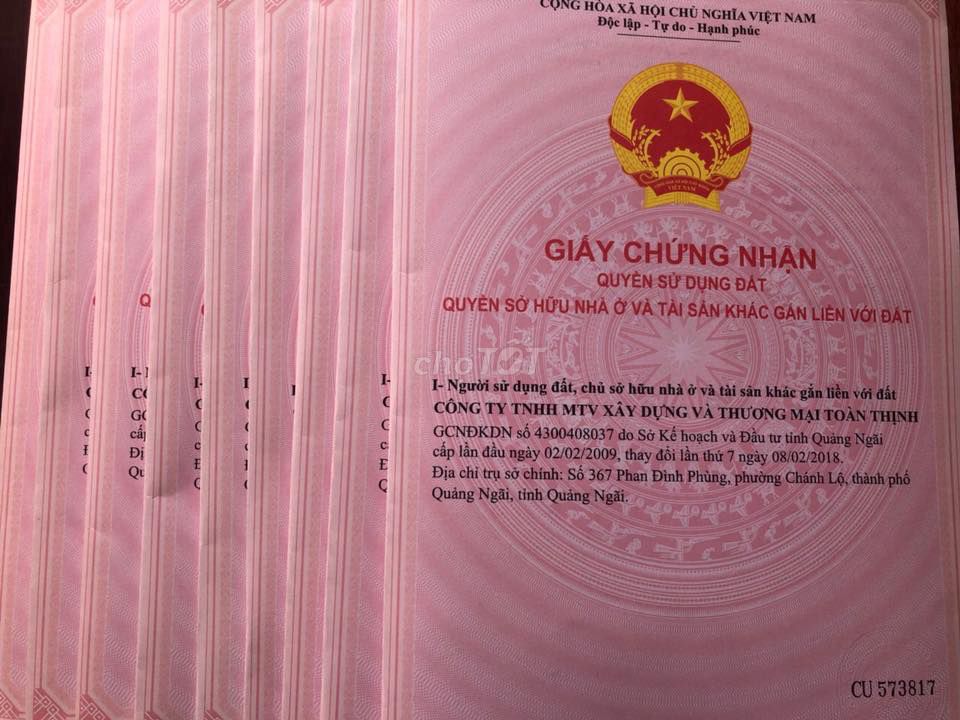 CỘNG HÒA XÃ HỘI CHỦ NGHĨA VIỆT NAM
Độc lập - Tự do - Hạnh phúc
VIỆT NAM
GIẤY CHỨNG NHẬN
QUYỀN SỬ DỤNG ĐẤT
QUYỀN SỞ HỮU NHÀ Ở VÀ TÀI SẢN KHÁC GẮN LIỀN VỚI ĐẤT
choTỐT
I- Người sử dụng đất, chủ sở hữu nhà ở và tài sản khác gắn liền với đất
CÔNG TY TNHH MTV XÂY DỰNG VÀ THƯƠNG MẠI TOÀN THỊNH
GCNĐKDN số 4300408037 do Sở Kế hoạch và Đầu tư tỉnh Quảng Ngãi
cấp lần đầu ngày 02/02/2009, thay đổi lần thứ 7 ngày 08/02/2018.
Địa chỉ trụ sở chính: Số 367 Phan Đình Phùng, phường Chánh Lộ, thành phố
Quảng Ngãi, tỉnh Quảng Ngãi.
CU 573817